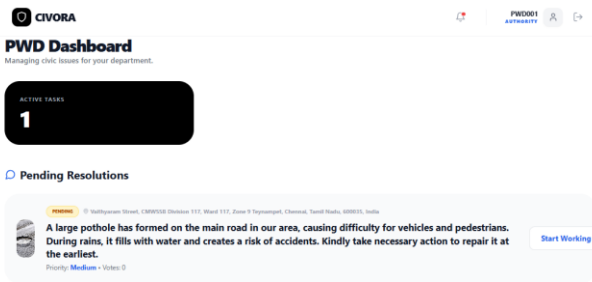 CIVORA
PWD001
AUTHORITY
PWD Dashboard
Managing civic issues for your department.
ACTIVE TASKS
1
Pending Resolutions
PENDING
Vaithyaram Street, CMWSSB Division 117, Ward 117, Zone 9 Teynampet, Chennai, Tamil Nadu, 600035, India
A large pothole has formed on the main road in our area, causing difficulty for vehicles and pedestrians.
During rains, it fills with water and creates a risk of accidents. Kindly take necessary action to repair it at
the earliest.
Start Working
Priority: Medium • Votes: 0